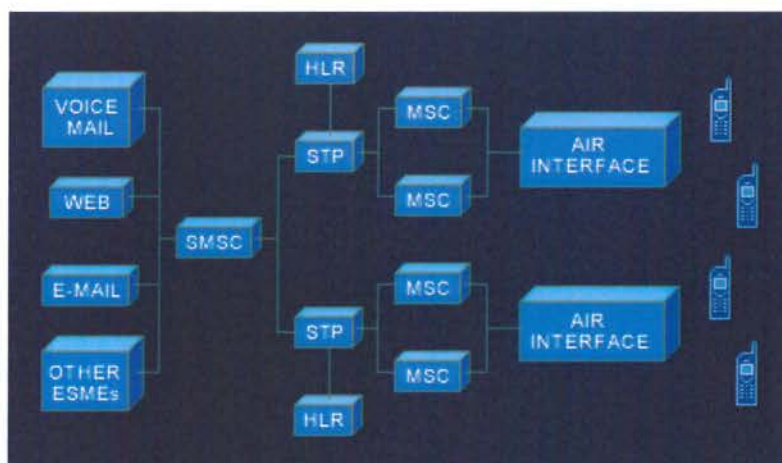 VOICE
MAIL
WEB
E-MAIL
OTHER
ESMEs
SMSC
HLR
STP
MSC
MSC
AIR
INTERFACE
STP
HLR
MSC
MSC
AIR
INTERFACE